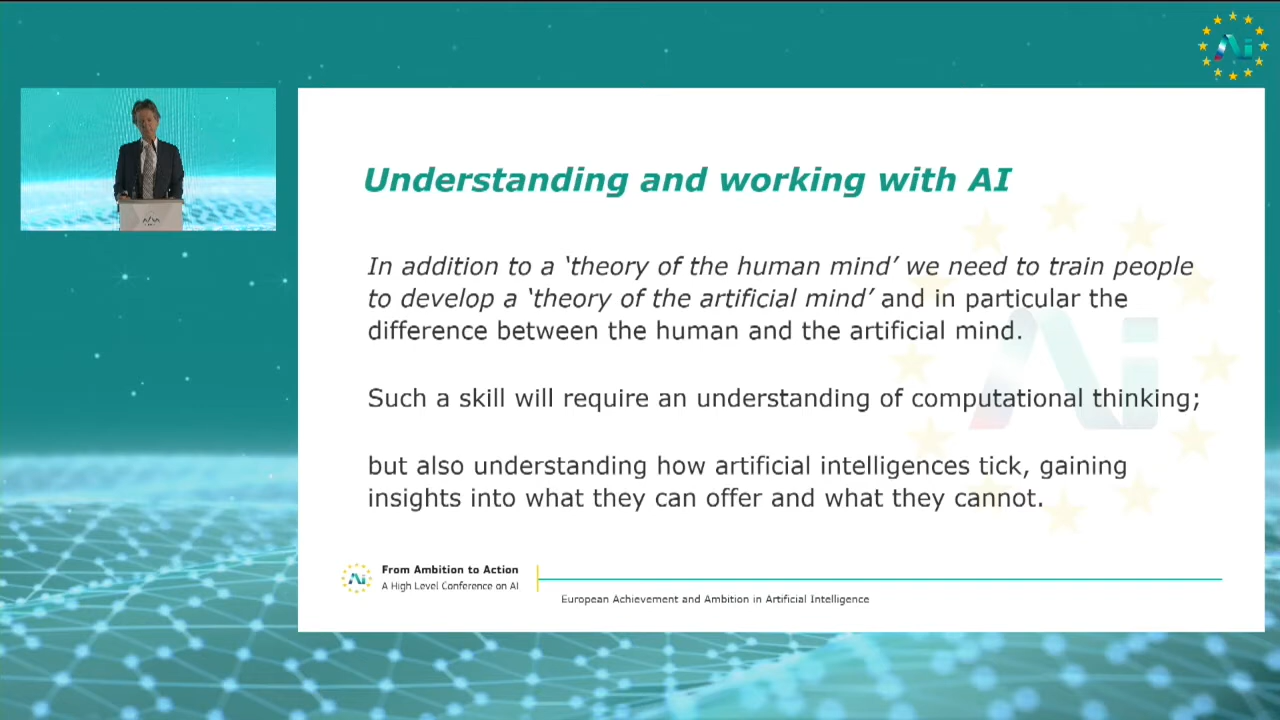 Ai
Understanding and working with AI
In addition to a ‘theory of the human mind’ we need to train people
to develop a ‘theory of the artificial mind’ and in particular the
difference between the human and the artificial mind.
Such a skill will require an understanding of computational thinking;
but also understanding how artificial intelligences tick, gaining
insights into what they can offer and what they cannot.
Ai
Ai
From Ambition to Action
A High Level Conference on AI
European Achievement and Ambition in Artificial Intelligence